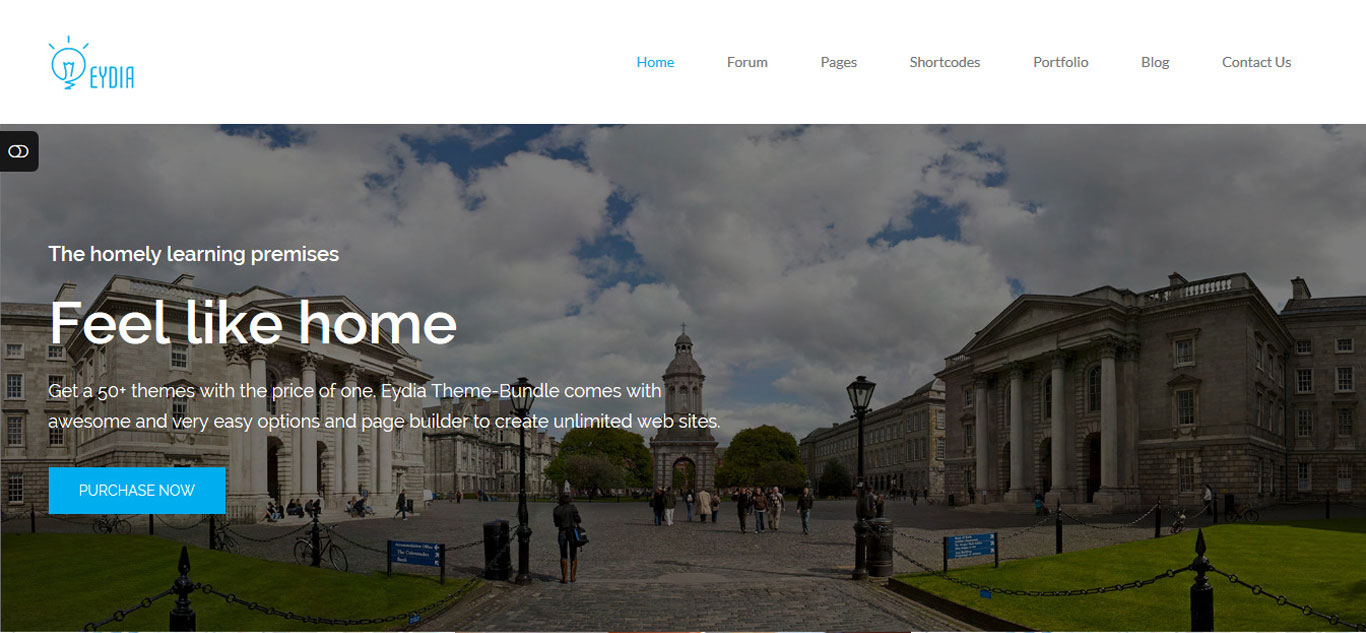 EYDIA
Home Forum Pages Shortcodes Portfolio Blog Contact Us
The homely learning premises
Feel like home
Get a 50+ themes with the price of one. Eydia Theme-Bundle comes with
awesome and very easy options and page builder to create unlimited web sites.
PURCHASE NOW